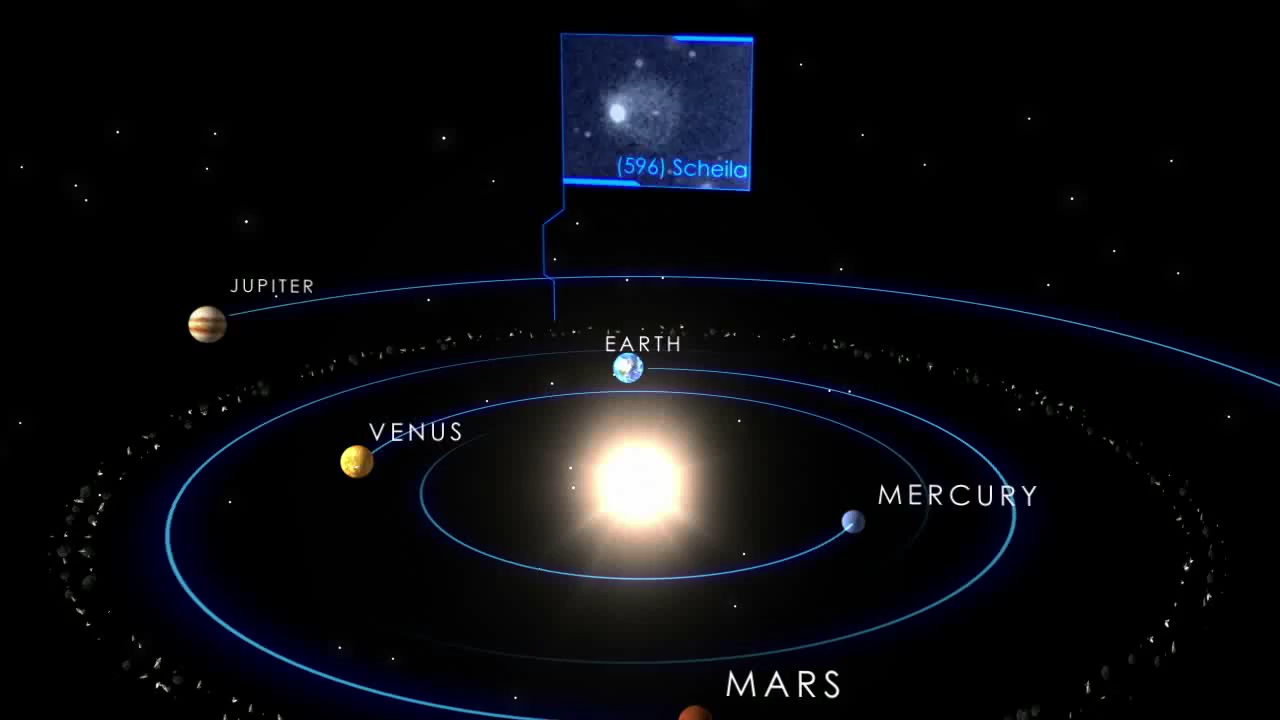 (596) Scheila
JUPITER
EARTH
VENUS
MERCURY
MARS